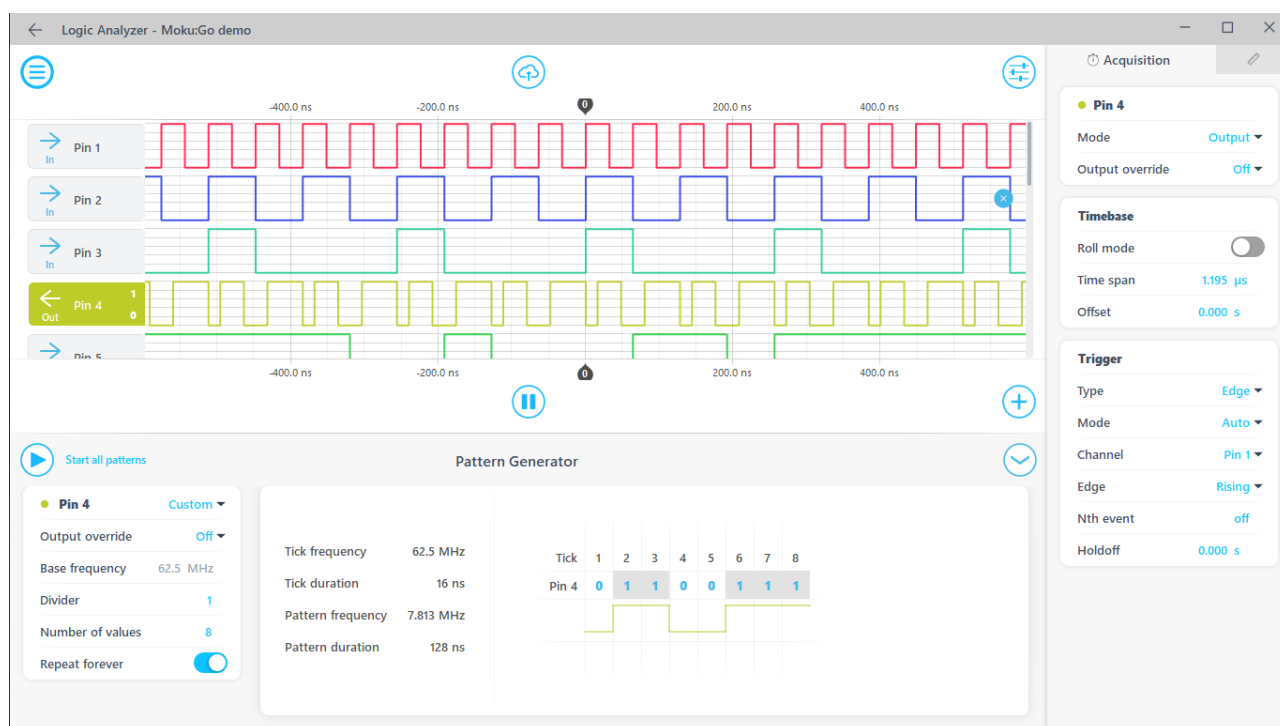 Logic Analyzer - Moku:Go demo
Acquisition
-400.0 ns -200.0 ns 0 200.0 ns 400.0 ns
Pin 1
In
Pin 2
In
Pin 3
In
Pin 4 1
Out 0
Pin 5
-400.0 ns -200.0 ns 0 200.0 ns 400.0 ns
Pin 4
Mode Output
Output override Off
Timebase
Roll mode
Time span 1.195 µs
Offset 0.000 s
Trigger
Type Edge
Mode Auto
Channel Pin 1
Edge Rising
Nth event off
Holdoff 0.000 s
Start all patterns
Pattern Generator
Pin 4 Custom
Output override Off
Base frequency 62.5 MHz
Divider 1
Number of values 8
Repeat forever
Tick frequency 62.5 MHz
Tick duration 16 ns
Pattern frequency 7.813 MHz
Pattern duration 128 ns
Tick 1 2 3 4 5 6 7 8
Pin 4 0 1 1 0 0 1 1 1